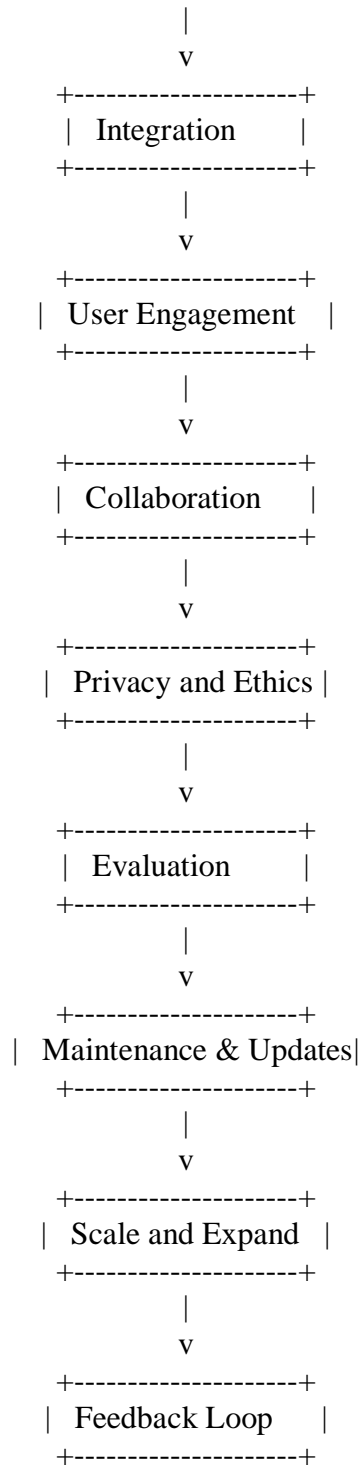 |
v
+---------------------+
| Integration |
+---------------------+
|
v
+---------------------+
| User Engagement |
+---------------------+
|
v
+---------------------+
| Collaboration |
+---------------------+
|
v
+---------------------+
| Privacy and Ethics |
+---------------------+
|
v
+---------------------+
| Evaluation |
+---------------------+
|
v
+---------------------+
| Maintenance & Updates|
+---------------------+
|
v
+---------------------+
| Scale and Expand |
+---------------------+
|
v
+---------------------+
| Feedback Loop |
+---------------------+